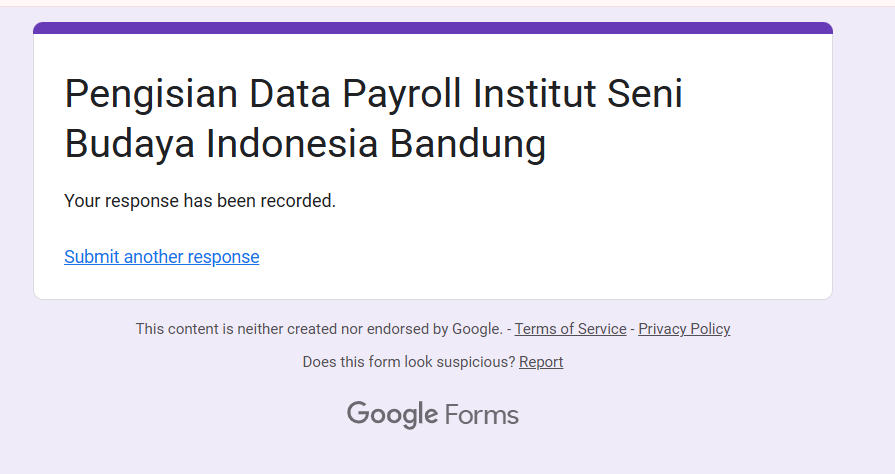 Pengisian Data Payroll Institut Seni
Budaya Indonesia Bandung
Your response has been recorded.
Submit another response
This content is neither created nor endorsed by Google. - Terms of Service - Privacy Policy
Does this form look suspicious? Report
Google Forms